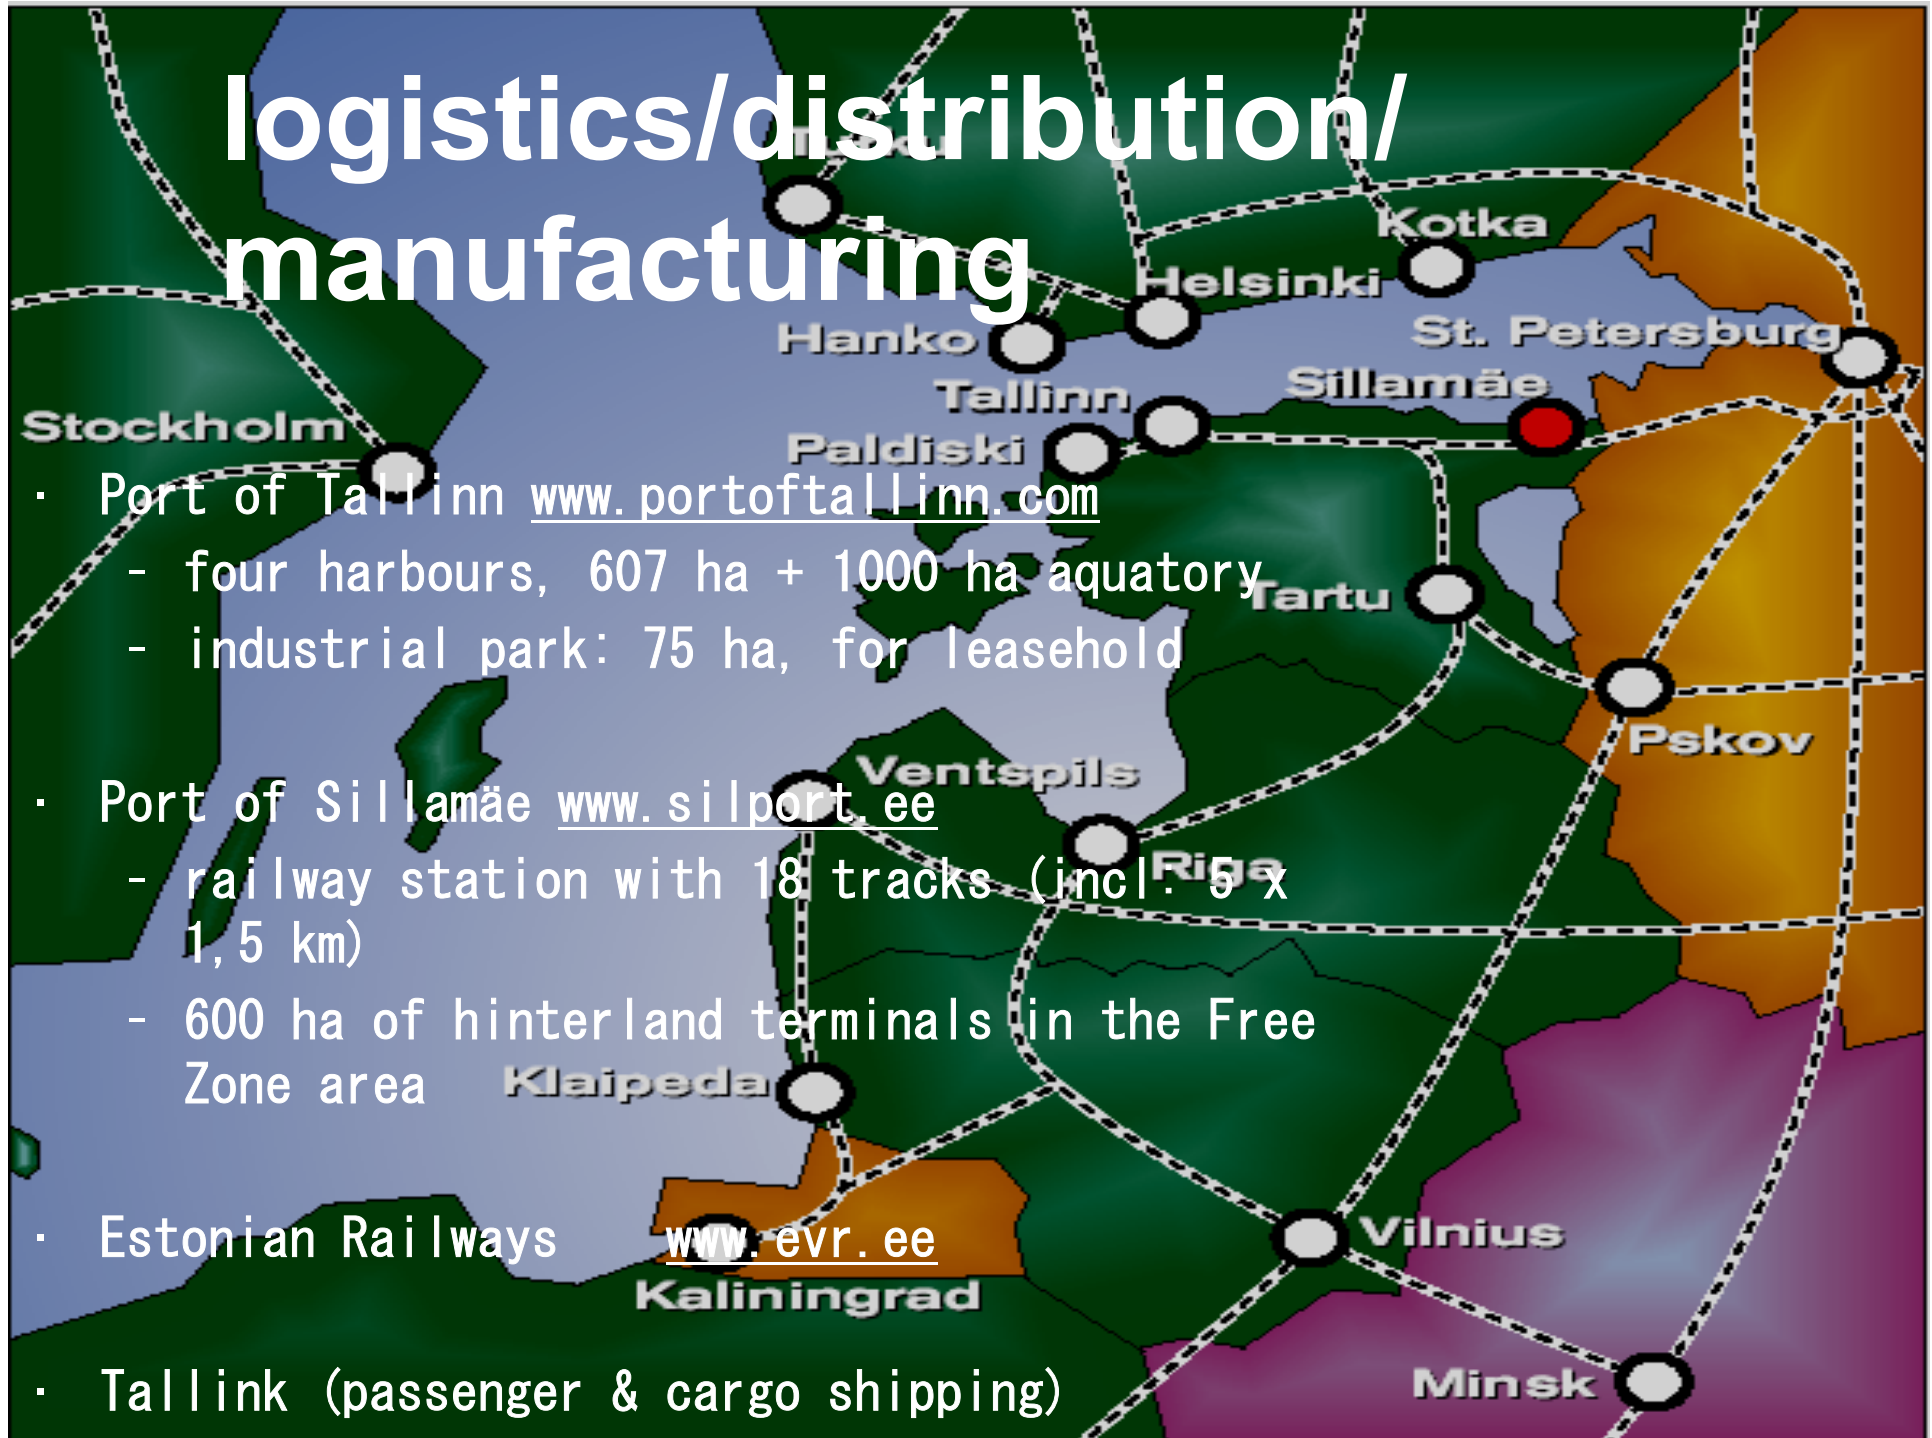 logistics/distribution/
manufacturing
Turku
Kotka
Helsinki
Hanko
St. Petersburg
Tallinn
Sillamäe
Stockholm
Paldiski
· Port of Tallinn www.portoftallinn.com
- four harbours, 607 ha + 1000 ha aquatory
Tartu
- industrial park: 75 ha, for leasehold
Pskov
Ventspils
· Port of Sillamäe www.silport.ee
Riga
- railway station with 18 tracks (incl: 5 x
1,5 km)
- 600 ha of hinterland terminals in the Free
Zone area
Klaipeda
· Estonian Railways www.evr.ee
Vilnius
Kaliningrad
Minsk
· Tallink (passenger & cargo shipping)